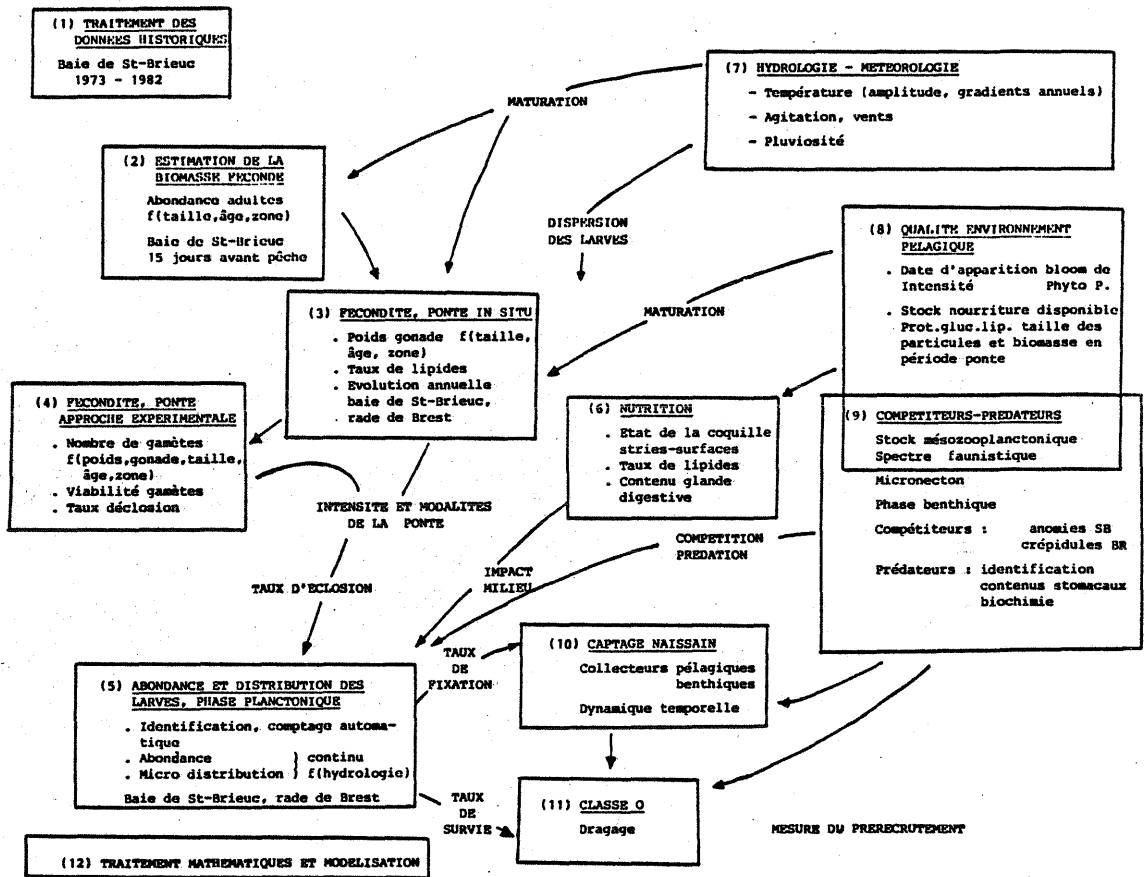 (1) TRAITEMENT DES
DONNEES HISTORIQUES
Baie de St-Brieuc
1973 - 1982
(7) HYDROLOGIE - METEOROLOGIE
- Température (amplitude, gradients annuels)
- Agitation, vents
- Pluviosité
MATURATION
(2) ESTIMATION DE LA
BIOMASSE FECONDE
Abondance adultes
f(taille,âge,zone)
Baie de St-Brieuc
15 jours avant pêche
DISPERSION
DES LARVES
(8) QUALITE ENVIRONNEMENT
PELAGIQUE
. Date d'apparition bloom de
Intensité Phyto P.
. Stock nourriture disponible
Prot.gluc.lip. taille des
particules et biomasse en
période ponte
MATURATION
(3) FECONDITE, PONTE IN SITU
. Poids gonade f(taille,
âge, zone)
. Taux de lipides
. Evolution annuelle
baie de St-Brieuc,
. rade de Brest
(4) FECONDITE, PONTE
APPROCHE EXPERIMENTALE
. Nombre de gamètes
f(poids,gonade,taille,
âge,zone)
. Viabilité gamètes
. Taux déclosion
(6) NUTRITION
. Etat de la coquille
stries-surfaces
. Taux de lipides
. Contenu glande
digestive
(9) COMPETITEURS-PREDATEURS
Stock mésozooplanctonique
Spectre faunistique
Micronecton
Phase benthique
Compétiteurs : anomies SB
crépidules BR
Prédateurs : identification
contenus stomacaux
biochimie
INTENSITE ET MODALITES
DE LA PONTE
COMPETITION
PREDATION
TAUX D'ECLOSION
IMPACT
MILIEU
(5) ABONDANCE ET DISTRIBUTION DES
LARVES, PHASE PLANCTONIQUE
. Identification, comptage automa-
tique
. Abondance } continu
. Micro distribution } f(hydrologie)
Baie de St-Brieuc, rade de Brest
TAUX
DE
FIXATION
(10) CAPTAGE NAISSAIN
Collecteurs pélagiques
benthiques
Dynamique temporelle
TAUX
DE
SURVIE
(11) CLASSE O
Dragage
MESURE DU PRERECRUTEMENT
(12) TRAITEMENT MATHEMATIQUES ET MODELISATION